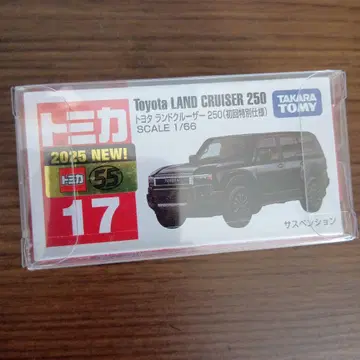 Toyota LAND CRUISER 250
トヨタ ランドクルーザー 250(初回特別仕様)
SCALE 1/66
TAKARA TOMY
トミカ
2025 NEW!
トミカ 55
17
サスペンション